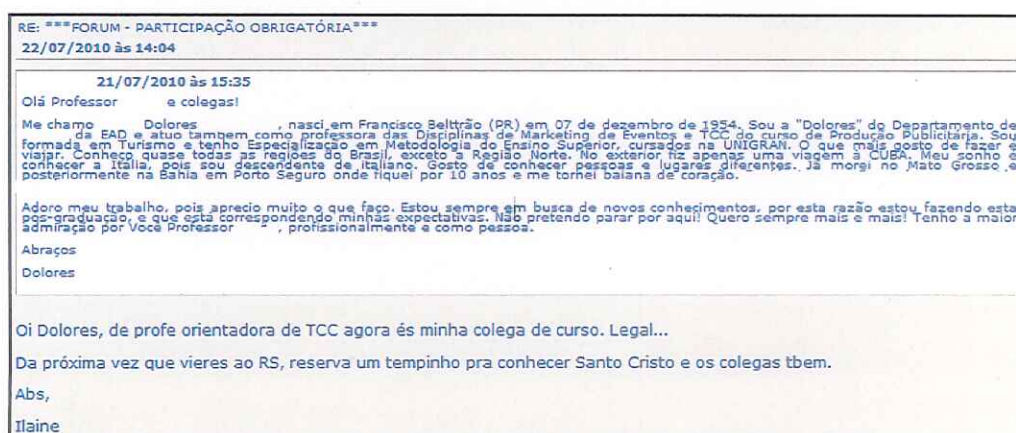 RE: ***FORUM - PARTICIPAÇÃO OBRIGATÓRIA***
22/07/2010 às 14:04
21/07/2010 às 15:35
Olá Professor e colegas!
Me chamo Dolores , nasci em Francisco Belttrão (PR) em 07 de dezembro de 1954. Sou a "Dolores" do Departamento de
da EAD e atuo tambem como professora das Disciplinas de Marketing de Eventos e TCC do curso de Produção Publicitária. Sou
formada em Turismo e tenho Especialização em Metodologia do Ensino Superior, cursados na UNIGRAN. O que mais gosto de fazer é
viajar. Conheço quase todas as regiões do Brasil, exceto a Região Norte. No exterior fiz apenas uma viagem a CUBA. Meu sonho é
conhecer a Itália, pois sou descendente de italiano. Gosto de conhecer pessoas e lugares diferentes. Já morei no Mato Grosso e
posteriormente na Bahia em Porto Seguro onde fiquei por 10 anos e me tornei baiana de coração.
Adoro meu trabalho, pois aprecio muito o que faço. Estou sempre em busca de novos conhecimentos, por esta razão estou fazendo esta
pós-graduação, e que está correspondendo minhas expectativas. Não pretendo parar por aqui! Quero sempre mais e mais! Tenho a maior
admiração por Você Professor , profissionalmente e como pessoa.
Abraços
Dolores
Oi Dolores, de profe orientadora de TCC agora és minha colega de curso. Legal...
Da próxima vez que vieres ao RS, reserva um tempinho pra conhecer Santo Cristo e os colegas tbem.
Abs,
Ilaine